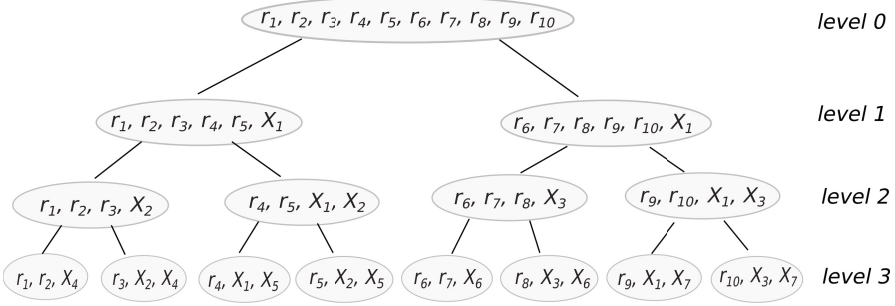 r1, r2, r3, r4, r5, r6, r7, r8, r9, r10 level 0
r1, r2, r3, r4, r5, X1 r6, r7, r8, r9, r10, X1 level 1
r1, r2, r3, X2 r4, r5, X1, X2 r6, r7, r8, X3 r9, r10, X1, X3 level 2
r1, r2, X4 r3, X2, X4 r4, X1, X5 r5, X2, X5 r6, r7, X6 r8, X3, X6 r9, X1, X7 r10, X3, X7 level 3